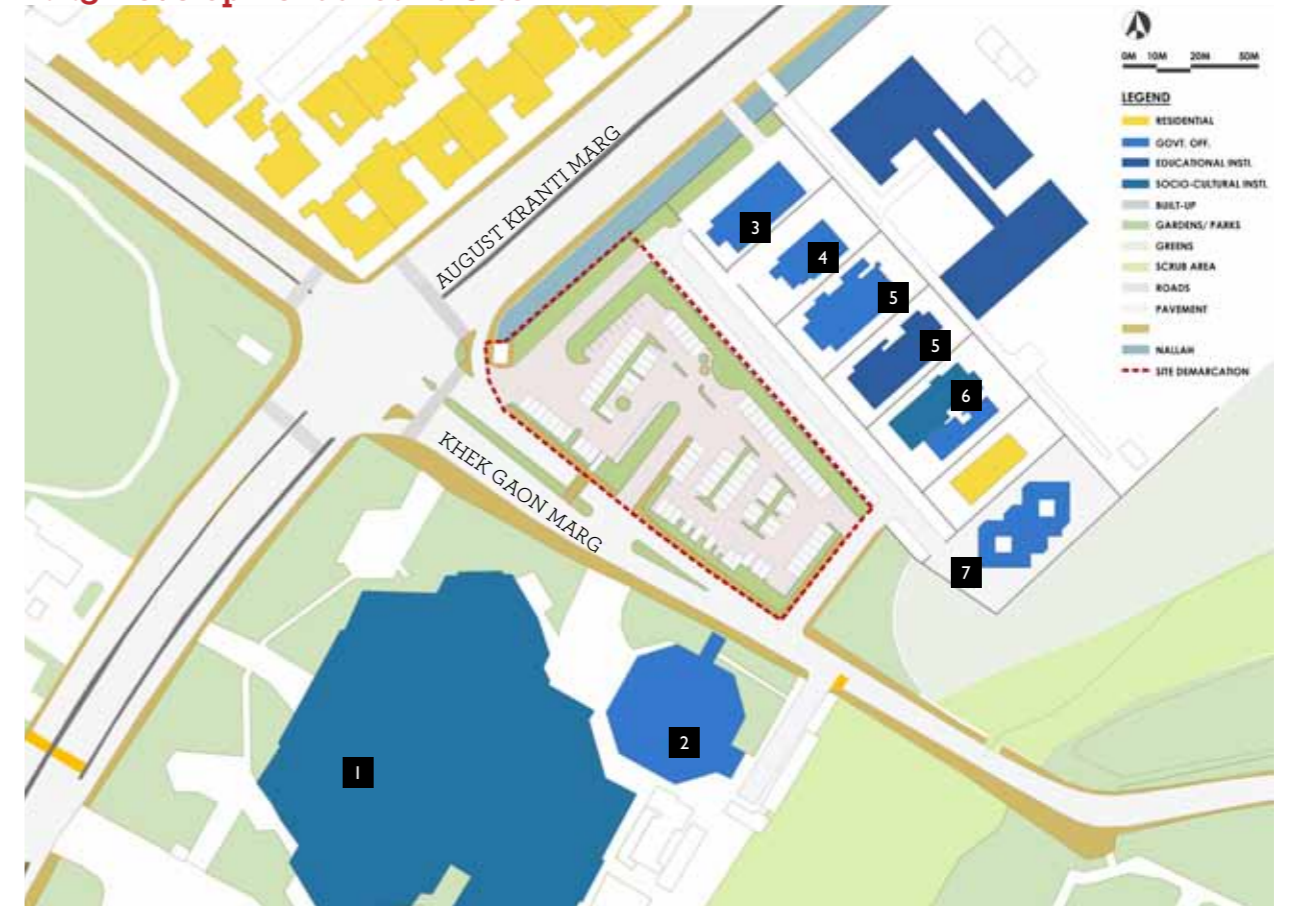 0M 10M 20M 50M
LEGEND
RESIDENTIAL
GOVT. OFF.
EDUCATIONAL INSTI.
SOCIO-CULTURAL INSTI.
BUILT-UP
GARDENS/ PARKS
GREENS
SCRUB AREA
ROADS
PAVEMENT
NALLAH
SITE DEMARCATION
AUGUST KRANTI MARG
KHEK GAON MARG
3
4
5
5
6
7
2
1